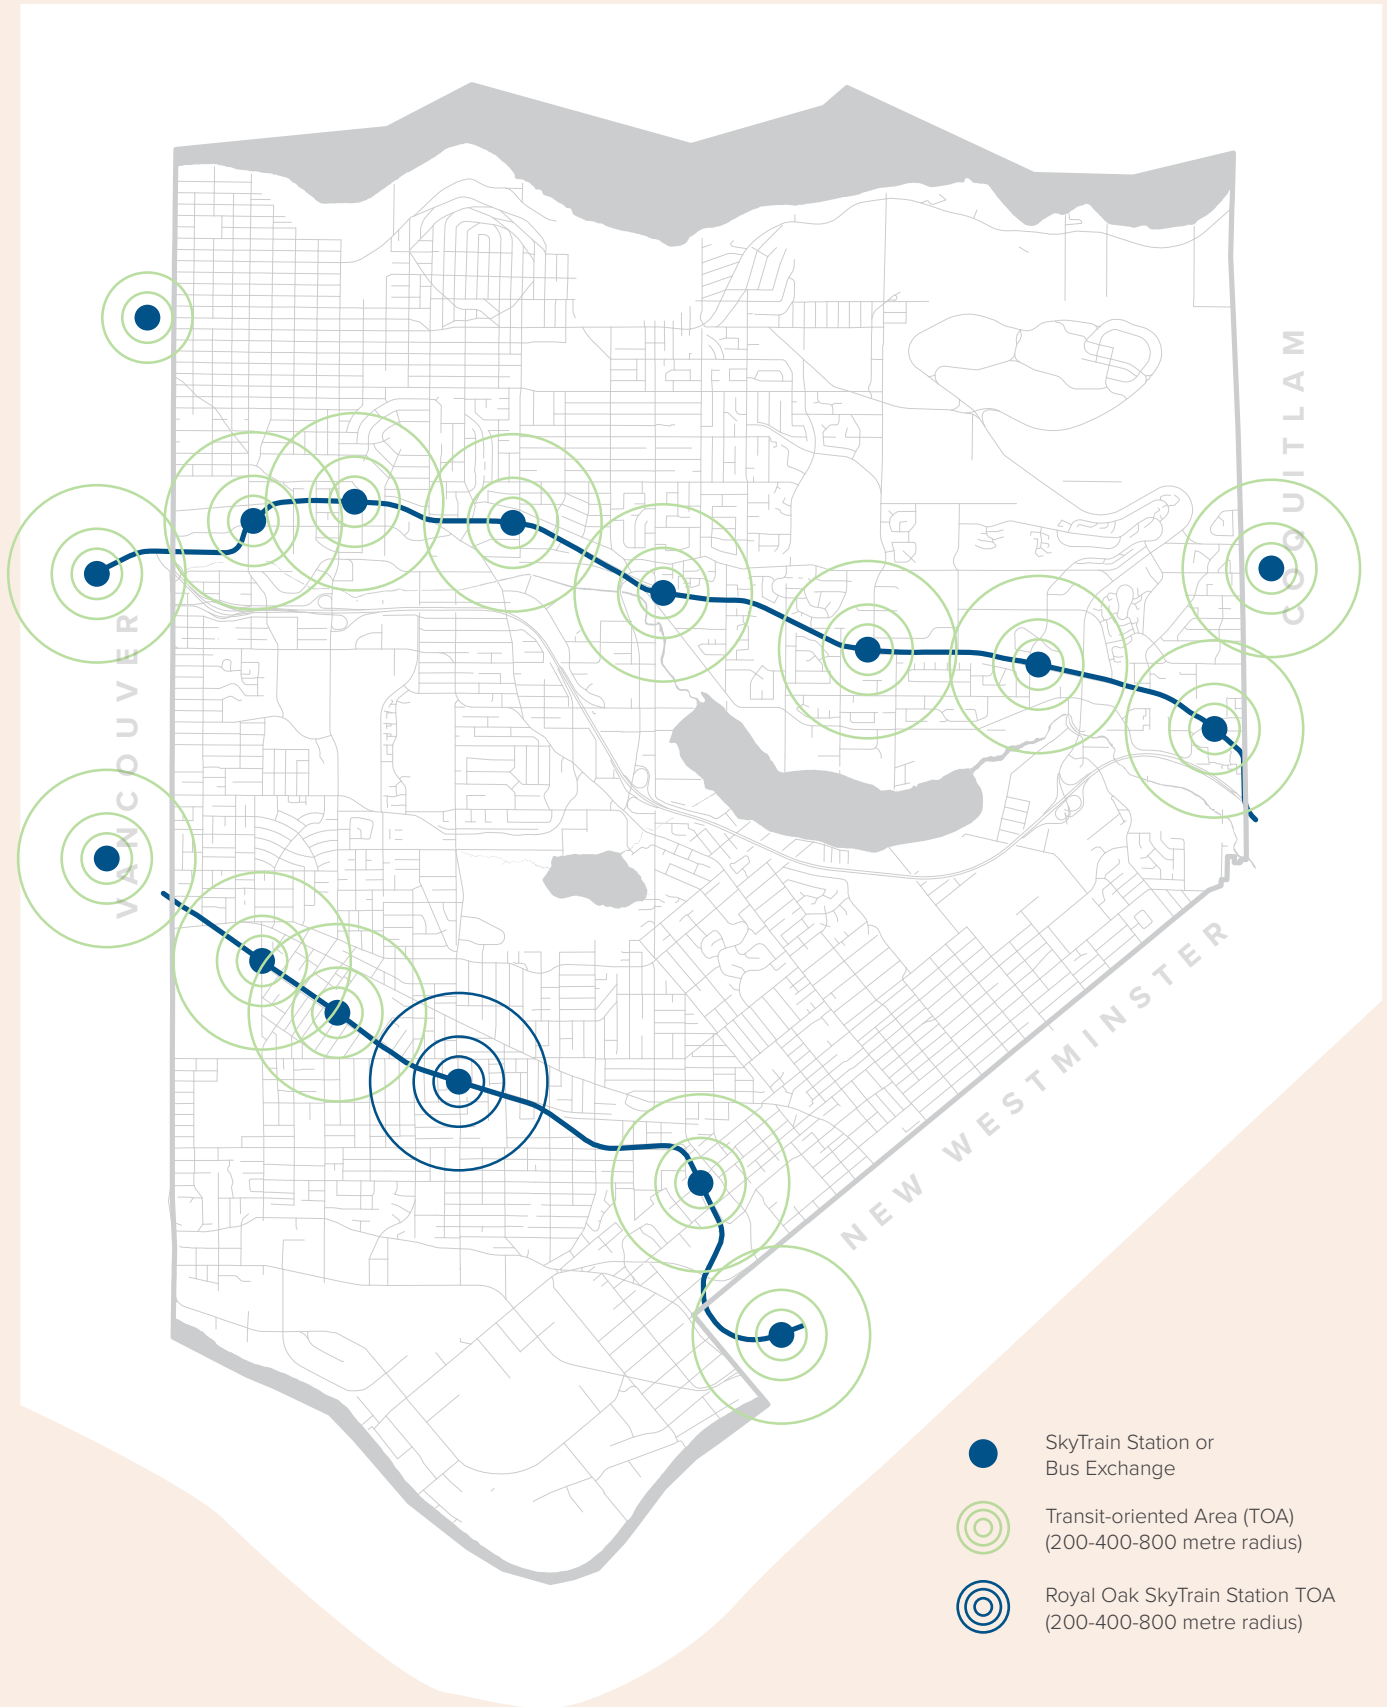 COQUITLAM
VANCOUVER
NEW WESTMINSTER
SkyTrain Station or
Bus Exchange
Transit-oriented Area (TOA)
(200-400-800 metre radius)
Royal Oak SkyTrain Station TOA
(200-400-800 metre radius)